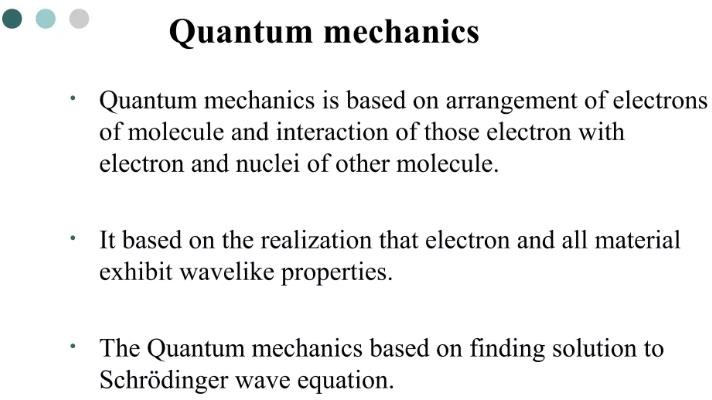 Quantum mechanics
• Quantum mechanics is based on arrangement of electrons
of molecule and interaction of those electron with
electron and nuclei of other molecule.
• It based on the realization that electron and all material
exhibit wavelike properties.
• The Quantum mechanics based on finding solution to
Schrödinger wave equation.